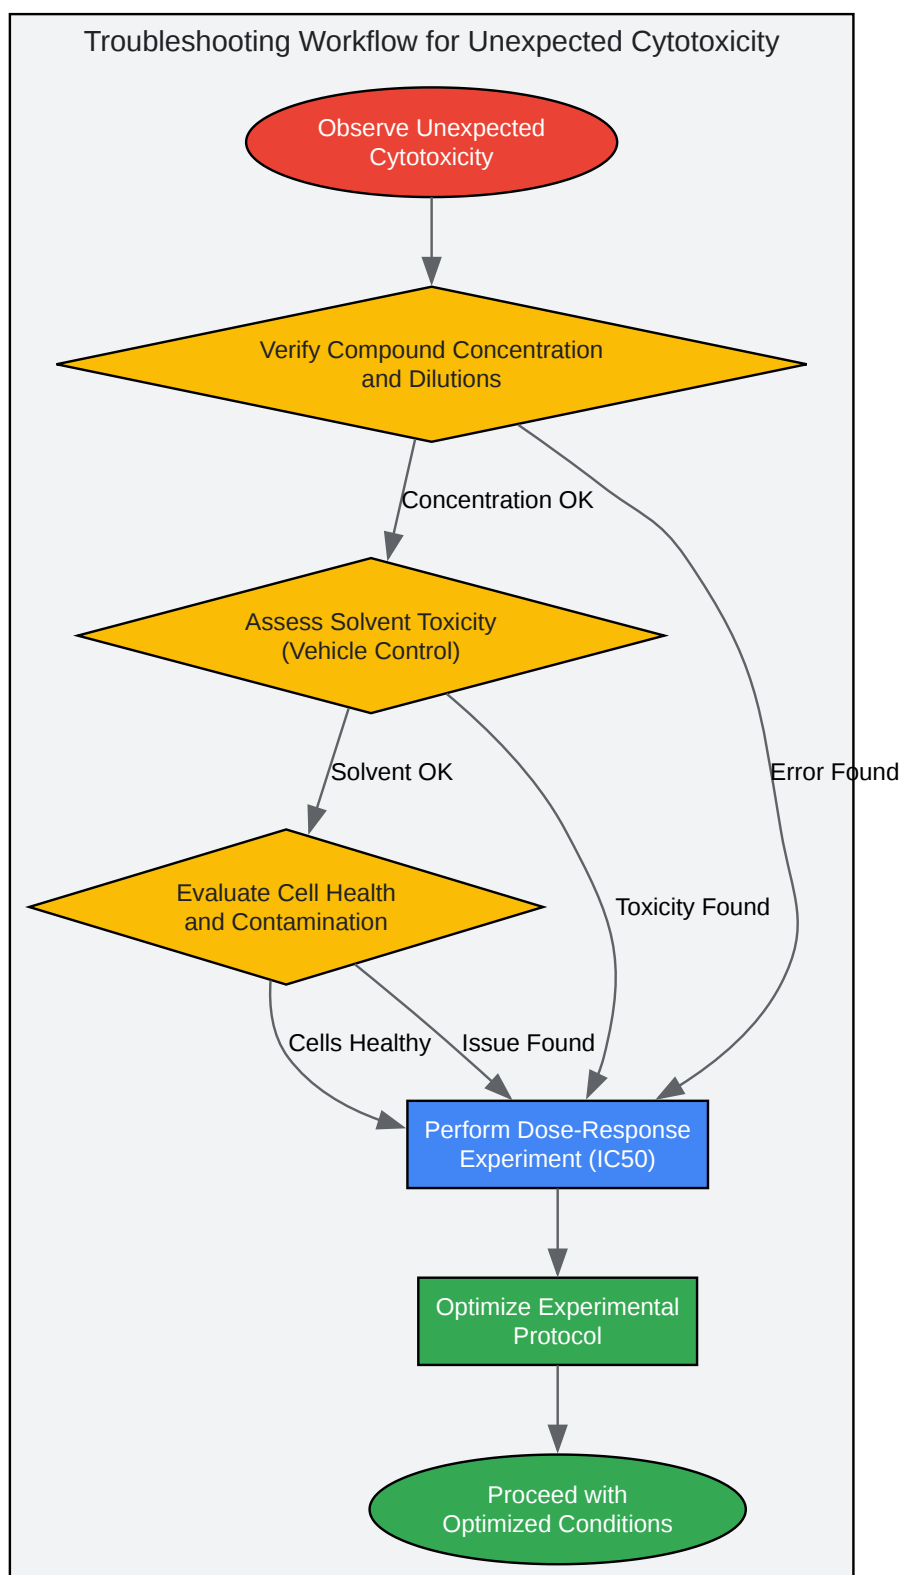 Troubleshooting Workflow for Unexpected Cytotoxicity
Observe Unexpected
Cytotoxicity
Verify Compound Concentration
and Dilutions
Concentration OK
Assess Solvent Toxicity
(Vehicle Control)
Solvent OK
Error Found
Evaluate Cell Health
and Contamination
Toxicity Found
Cells Healthy
Issue Found
Perform Dose-Response
Experiment (IC50)
Optimize Experimental
Protocol
Proceed with
Optimized Conditions